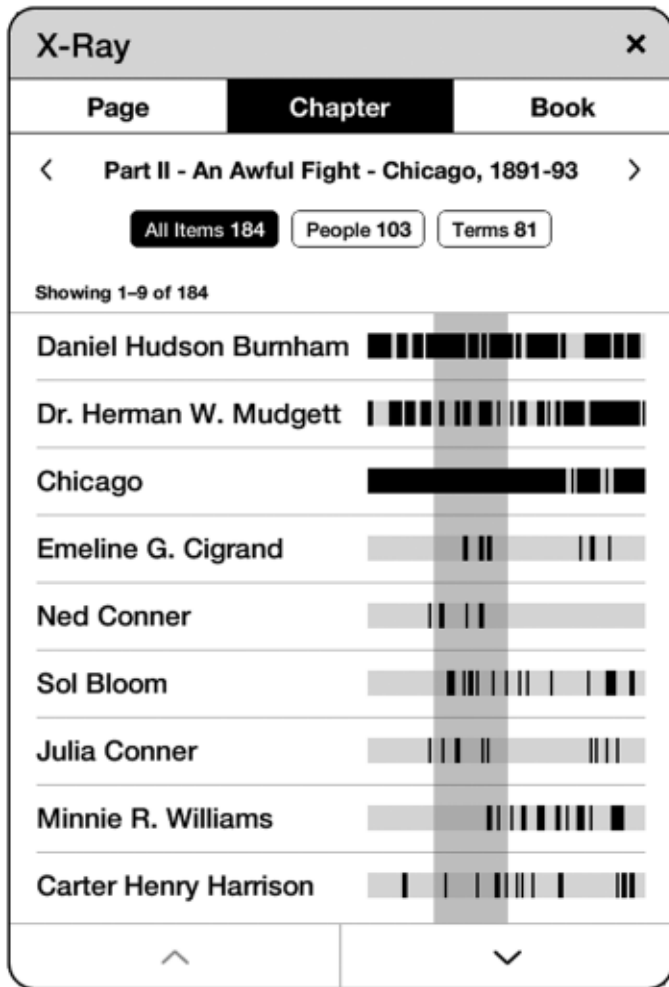 X-Ray ×
Page Chapter Book
Part II - An Awful Fight - Chicago, 1891-93
All Items 184 People 103 Terms 81
Showing 1–9 of 184
Daniel Hudson Burnham
Dr. Herman W. Mudgett
Chicago
Emeline G. Cigrand
Ned Conner
Sol Bloom
Julia Conner
Minnie R. Williams
Carter Henry Harrison